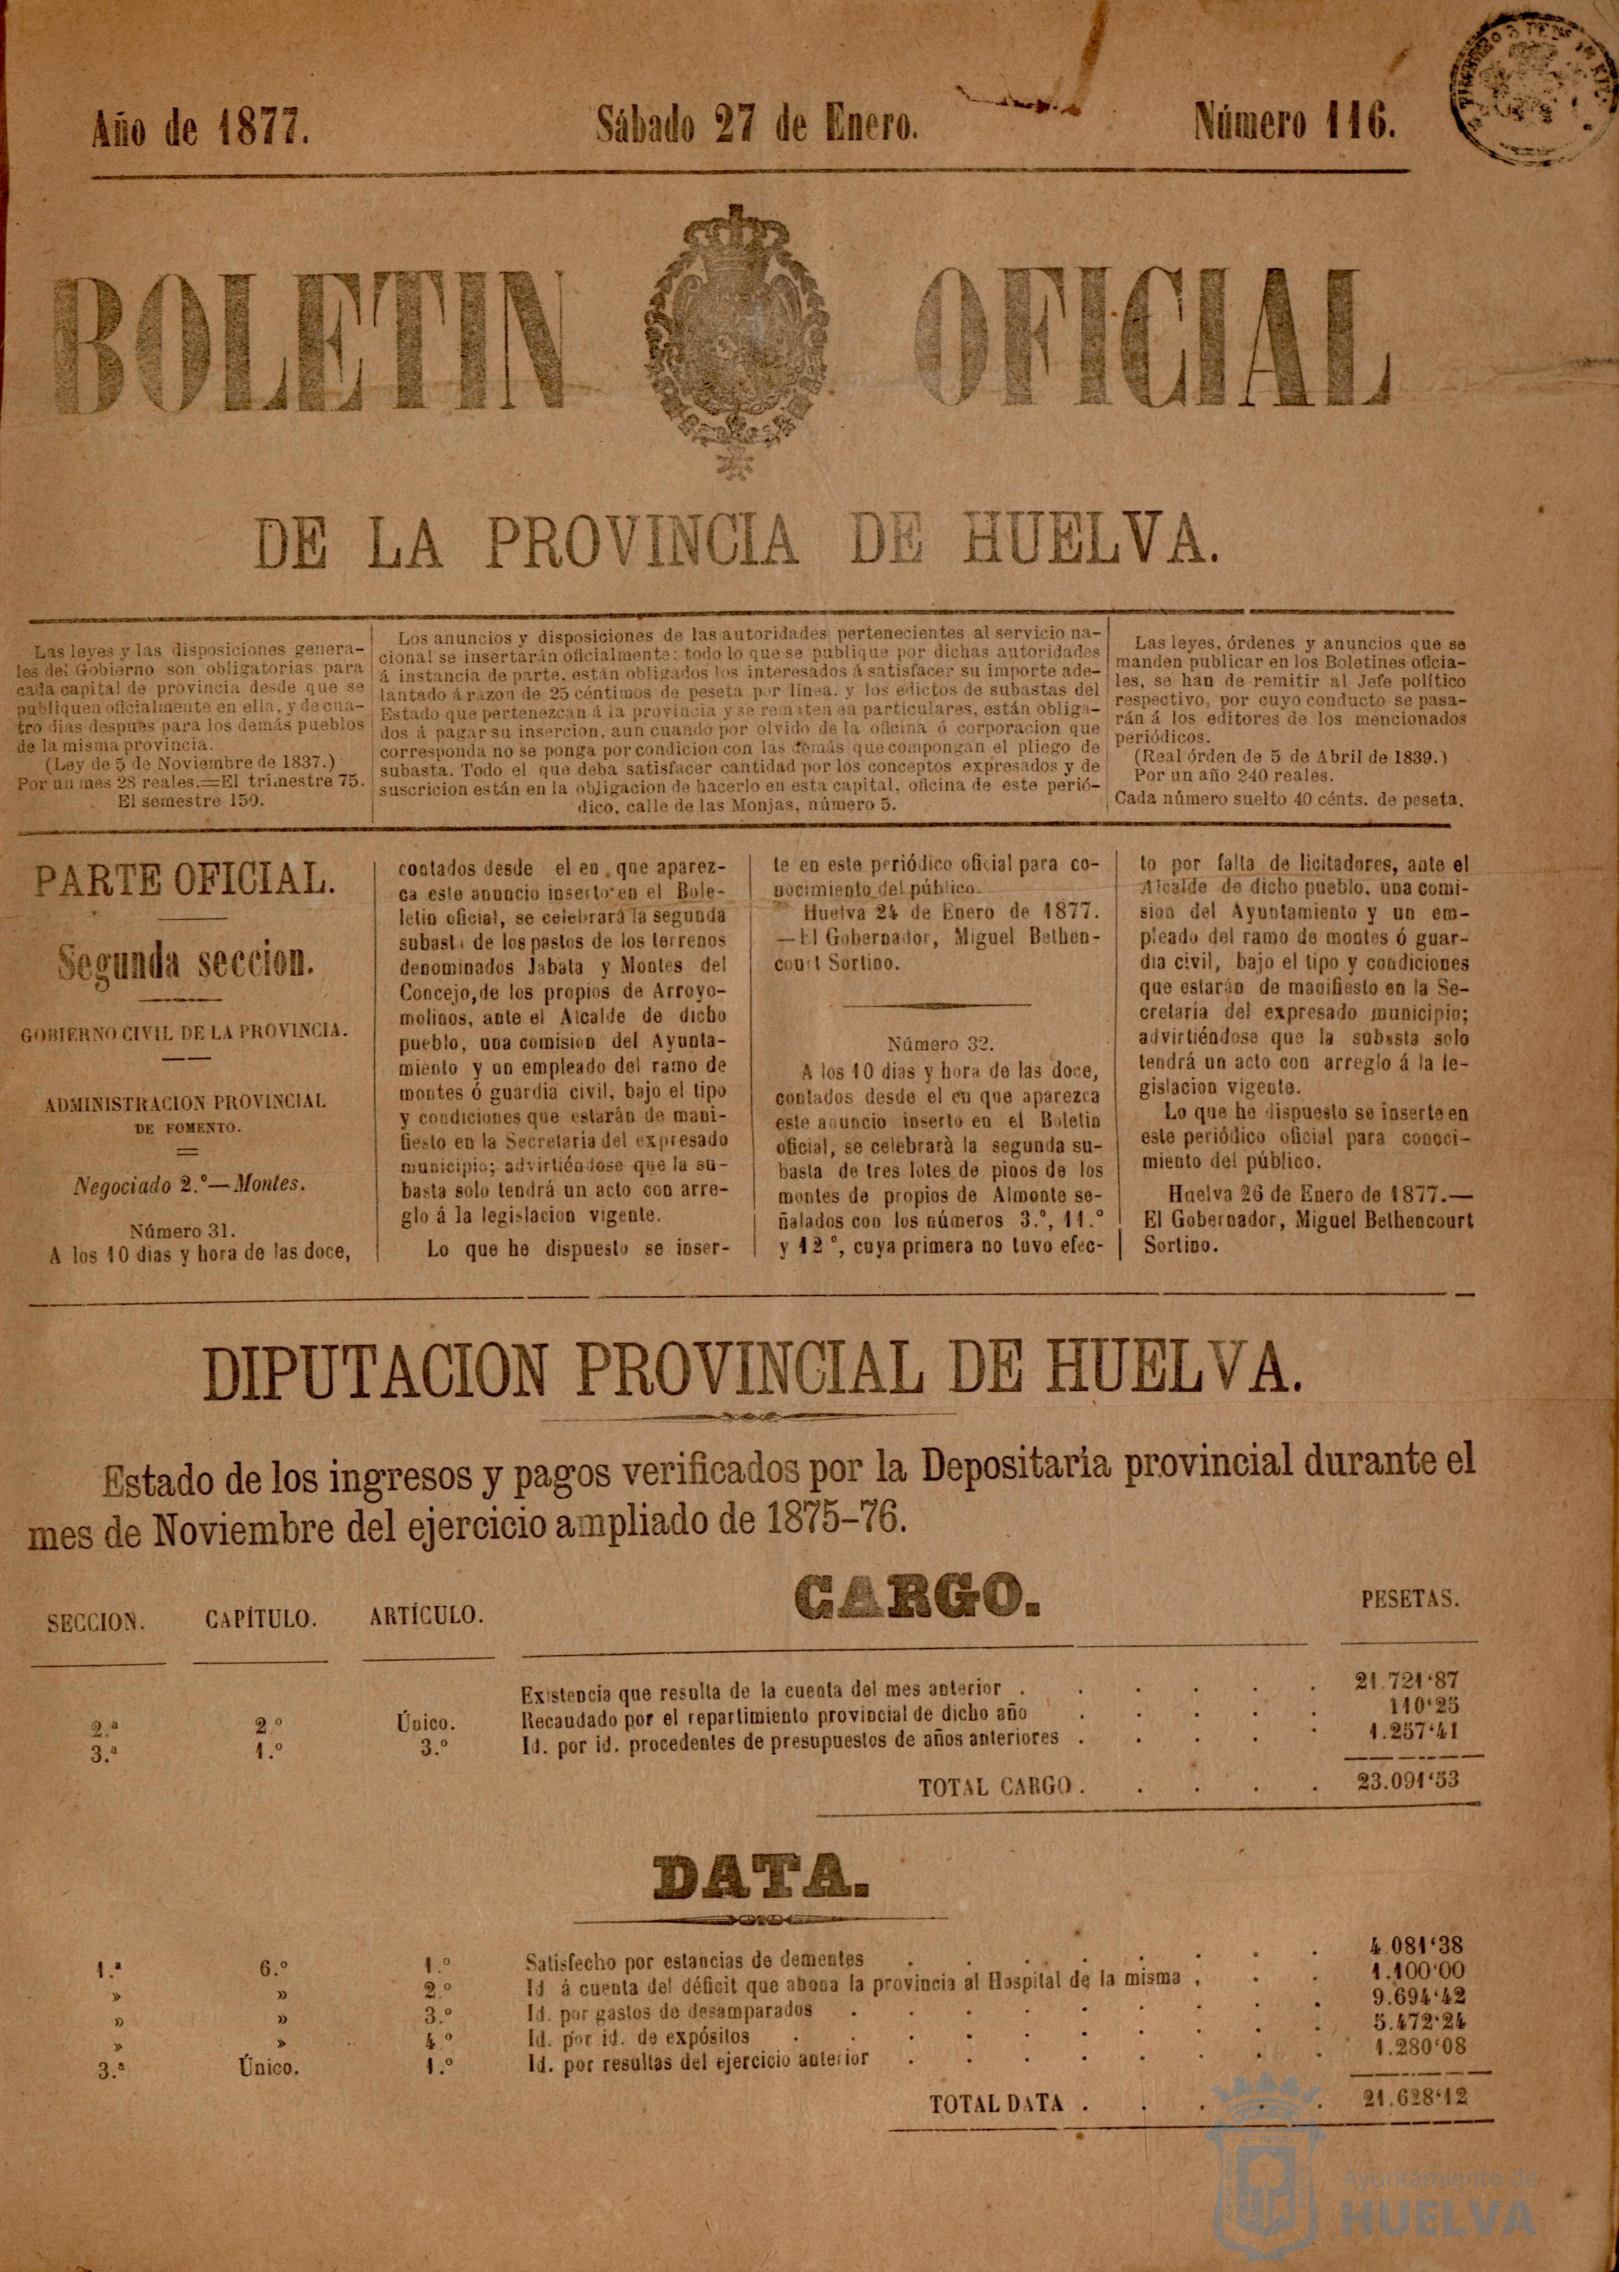 Año de 1877.
Sábado 27 de Enero.
Número 116.
BOLETIN OFICIAL
DE LA PROVINCIA DE HUELVA.
Las leyes y las disposiciones genera-
les del Gobierno son obligatorias para
cada capital de provincia desde que se
publiquen oficialmente en ella, y de cua-
tro dias despues para los demás pueblos
de la misma provincia.
(Ley de 5 de Noviembre de 1837.)
Por un mes 28 reales.=El trimestre 75.
El semestre 150.
Los anuncios y disposiciones de las autoridades pertenecientes al servicio na-
cional se insertarán oficialmente: todo lo que se publique por dichas autoridades
á instancia de parte, están obligados los interesados á satisfacer su importe ade-
lantado á razon de 25 céntimos de peseta por línea, y los edictos de subastas del
Estado que pertenezcan á la provincia y se remiten en particulares, están obliga-
dos á pagar su insercion, aun cuando por olvido de la oficina ó corporacion que
corresponda no se ponga por condicion con las demás que compongan el pliego de
subasta. Todo el que deba satisfacer cantidad por los conceptos expresados y de
suscricion están en la obligacion de hacerlo en esta capital, oficina de este perió-
dico, calle de las Monjas, número 5.
Las leyes, órdenes y anuncios que se
manden publicar en los Boletines oficia-
les, se han de remitir al Jefe político
respectivo, por cuyo conducto se pasa-
rán á los editores de los mencionados
periódicos.
(Real órden de 5 de Abril de 1839.)
Por un año 240 reales.
Cada número suelto 40 cénts. de peseta.
PARTE OFICIAL.
Segunda seccion.
GOBIERNO CIVIL DE LA PROVINCIA.
ADMINISTRACION PROVINCIAL
DE FOMENTO.
Negociado 2.º—Montes.
Número 31.
A los 10 dias y hora de las doce,
contados desde el en que aparez-
ca este anuncio inserto en el Bole-
letin oficial, se celebrará la segunda
subasta de los pastos de los terrenos
denominados Jabata y Montes del
Concejo, de los propios de Arroyo-
molinos, ante el Alcalde de dicho
pueblo, una comision del Ayunta-
miento y un empleado del ramo de
montes ó guardia civil, bajo el tipo
y condiciones que estarán de mani-
fiesto en la Secretaría del expresado
municipio; advirtiéndose que la su-
basta solo tendrá un acto con arre-
glo á la legislacion vigente.
Lo que he dispuesto se inser-
te en este periódico oficial para co-
nocimiento del público.
Huelva 24 de Enero de 1877.
—El Gobernador, Miguel Bethen-
court Sortino.
Número 32.
A los 10 dias y hora de las doce,
contados desde el en que aparezca
este anuncio inserto en el Boletin
oficial, se celebrarà la segunda su-
basta de tres lotes de pinos de los
montes de propios de Almonte se-
ñalados con los números 3.º, 11.º
y 12º, cuya primera no tuvo efec-
to por falta de licitadores, ante el
Alcalde de dicho pueblo, una comi-
sion del Ayuntamiento y un em-
pleado del ramo de montes ó guar-
dia civil, bajo el tipo y condiciones
que estarán de manifiesto en la Se-
cretaría del expresado municipio;
advirtiéndose que la subasta solo
tendrá un acto con arreglo á la le-
gislacion vigente.
Lo que he dispuesto se inserte en
este periódico oficial para conoci-
miento del público.
Huelva 26 de Enero de 1877.—
El Gobernador, Miguel Bethencourt
Sortino.
DIPUTACION PROVINCIAL DE HUELVA.
Estado de los ingresos y pagos verificados por la Depositaría provincial durante el
mes de Noviembre del ejercicio ampliado de 1875-76.
CARGO.
SECCION. CAPÍTULO. ARTÍCULO. PESETAS.
Existencia que resulta de la cuenta del mes anterior . . . . . . 21.721‘87
2.ª 2º Único. Recaudado por el repartimiento provincial de dicho año . . . . . 110‘25
3.ª 1.º 3.º Id. por id. procedentes de presupuestos de años anteriores . . . . . 1.257‘41
TOTAL CARGO . . . . . 23.091‘53
DATA.
1.ª 6.º 1.º Satisfecho por estancias de dementes . . . . . . . . 4.081‘38
» » 2.º Id á cuenta del déficit que abona la provincia al Hospital de la misma . . . 1.100‘00
» » 3.º Id. por gastos de desamparados . . . . . . . . . 9.694‘42
» » 4.º Id. por id. de expósitos . . . . . . . . . . 5.472‘24
3.ª Único. 1.º Id. por resultas del ejercicio anterior . . . . . . . . 1.280‘08
TOTAL DATA . . . . . 21.628‘12
Ayuntamiento de
HUELVA